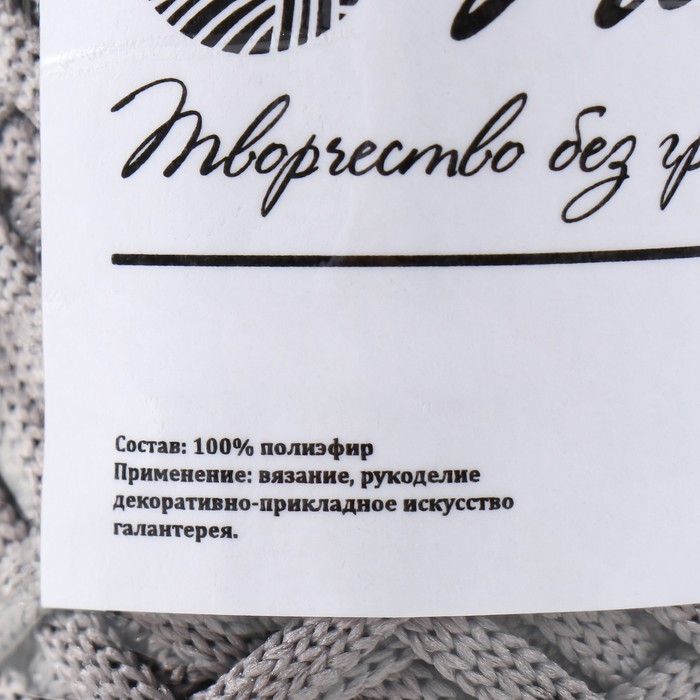 Творчество без
Состав: 100% полиэфир
Применение: вязание, рукоделие
декоративно-прикладное искусство
галантерея.